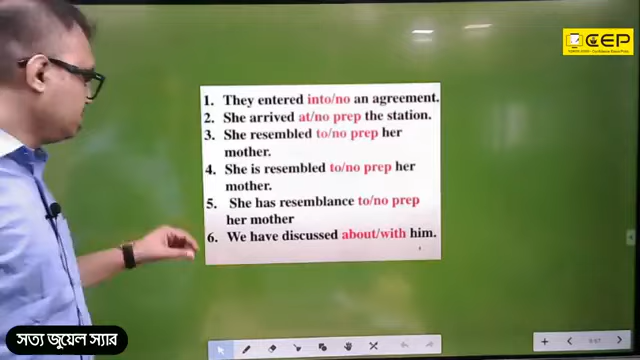 CEP
1. They entered into/no an agreement.
2. She arrived at/no prep the station.
3. She resembled to/no prep her
mother.
4. She is resembled to/no prep her
mother.
5. She has resemblance to/no prep
her mother
6. We have discussed about/with him.
সত্য জুয়েল স্যার